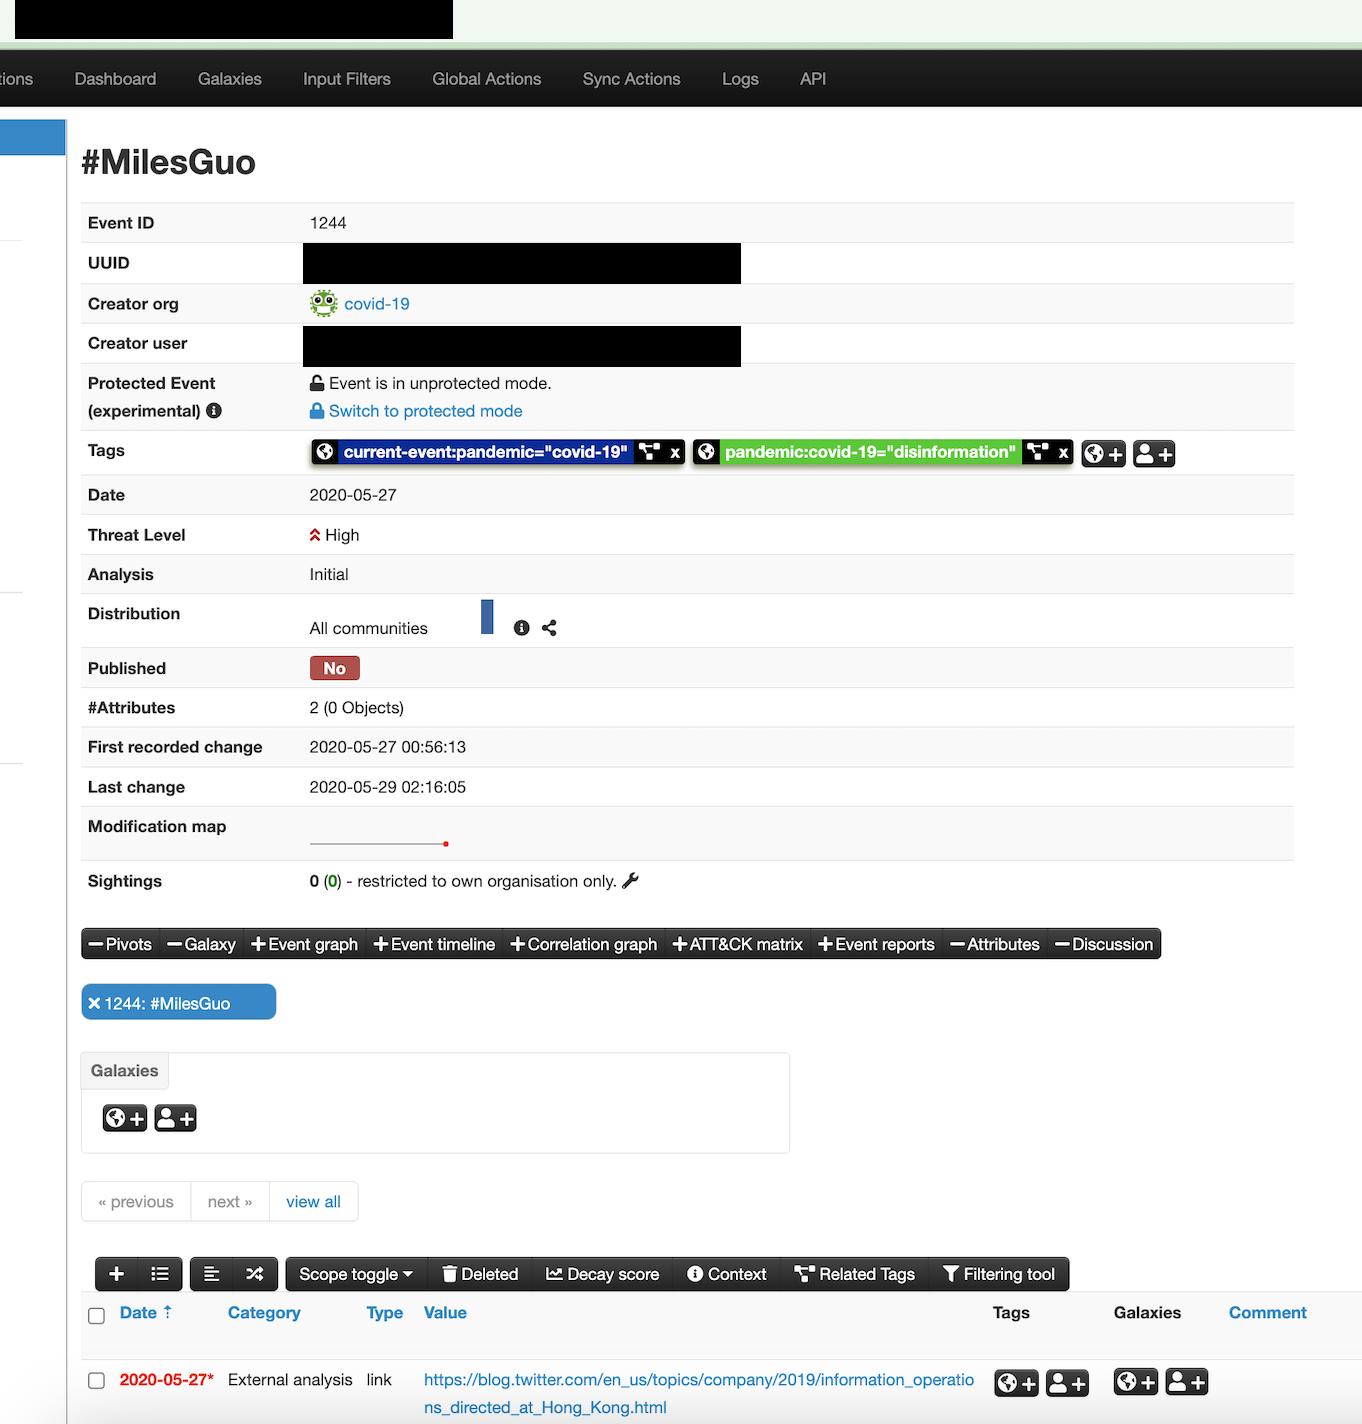 tions Dashboard Galaxies Input Filters Global Actions Sync Actions Logs API
#MilesGuo
Event ID 1244
UUID
Creator org covid-19
Creator user
Protected Event Event is in unprotected mode.
(experimental) Switch to protected mode
Tags current-event:pandemic="covid-19" x pandemic:covid-19="disinformation" x + +
Date 2020-05-27
Threat Level High
Analysis Initial
Distribution All communities
Published No
#Attributes 2 (0 Objects)
First recorded change 2020-05-27 00:56:13
Last change 2020-05-29 02:16:05
Modification map
Sightings 0 (0) - restricted to own organisation only.
−Pivots −Galaxy +Event graph +Event timeline +Correlation graph +ATT&CK matrix +Event reports −Attributes −Discussion
× 1244: #MilesGuo
Galaxies
+ +
« previous next » view all
+ Scope toggle Deleted Decay score Context Related Tags Filtering tool
Date ↑ Category Type Value Tags Galaxies Comment
2020-05-27* External analysis link https://blog.twitter.com/en_us/topics/company/2019/information_operatio + + + +
ns_directed_at_Hong_Kong.html